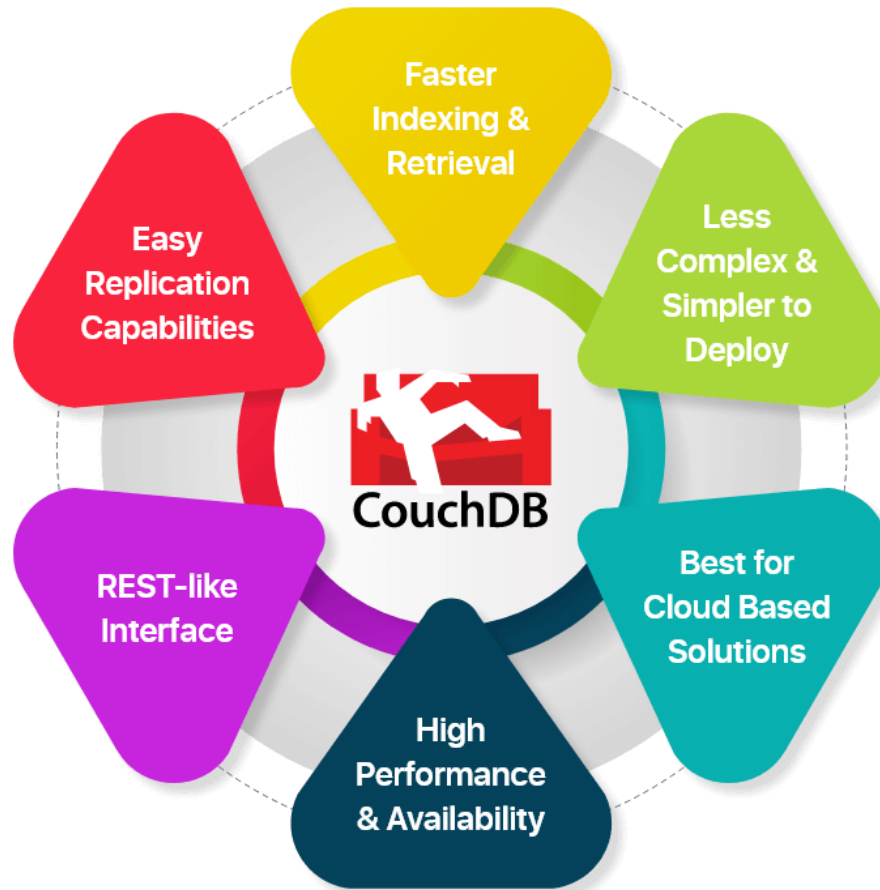 Faster
Indexing &
Retrieval
Less
Complex &
Simpler to
Deploy
Easy
Replication
Capabilities
CouchDB
Best for
Cloud Based
Solutions
REST-like
Interface
High
Performance
& Availability